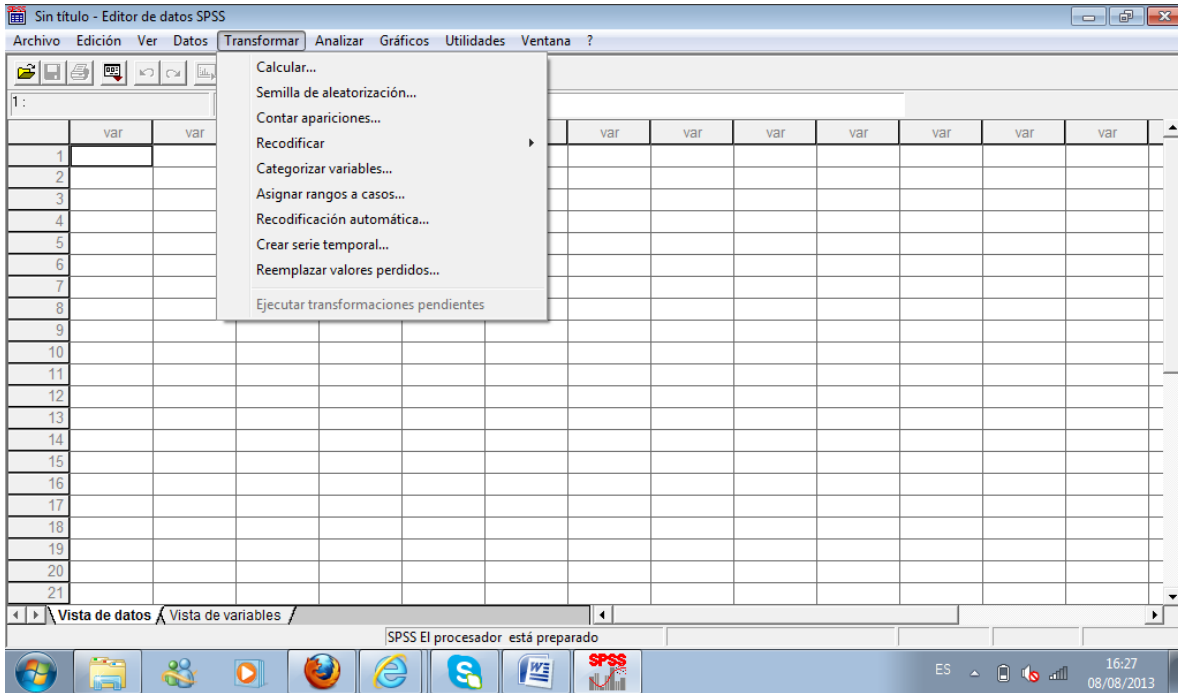 Sin título - Editor de datos SPSS
Archivo Edición Ver Datos Transformar Analizar Gráficos Utilidades Ventana ?
1 :
Calcular...
Semilla de aleatorización...
Contar apariciones...
Recodificar
Categorizar variables...
Asignar rangos a casos...
Recodificación automática...
Crear serie temporal...
Reemplazar valores perdidos...
Ejecutar transformaciones pendientes
var var var var var var var var var
1
2
3
4
5
6
7
8
9
10
11
12
13
14
15
16
17
18
19
20
21
Vista de datos Vista de variables
SPSS El procesador está preparado
SPSS
ES
16:27
08/08/2013